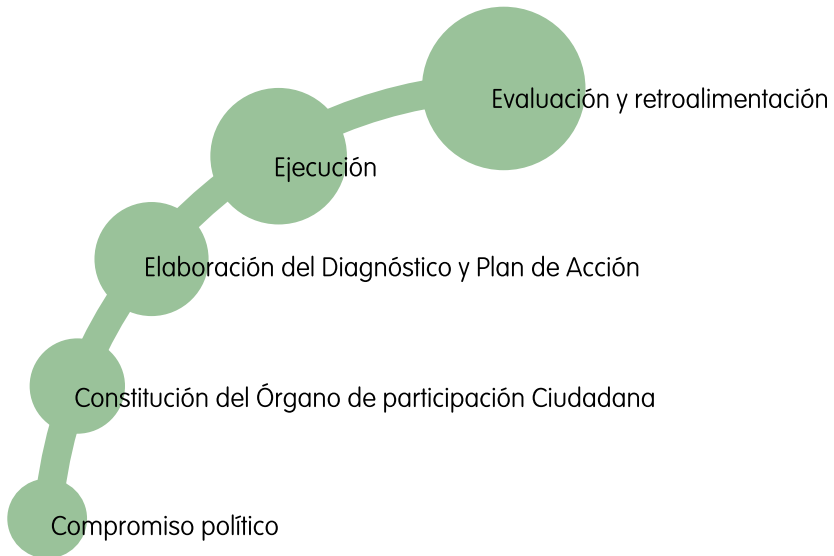 Evaluación y retroalimentación
Ejecución
Elaboración del Diagnóstico y Plan de Acción
Constitución del Órgano de participación Ciudadana
Compromiso político